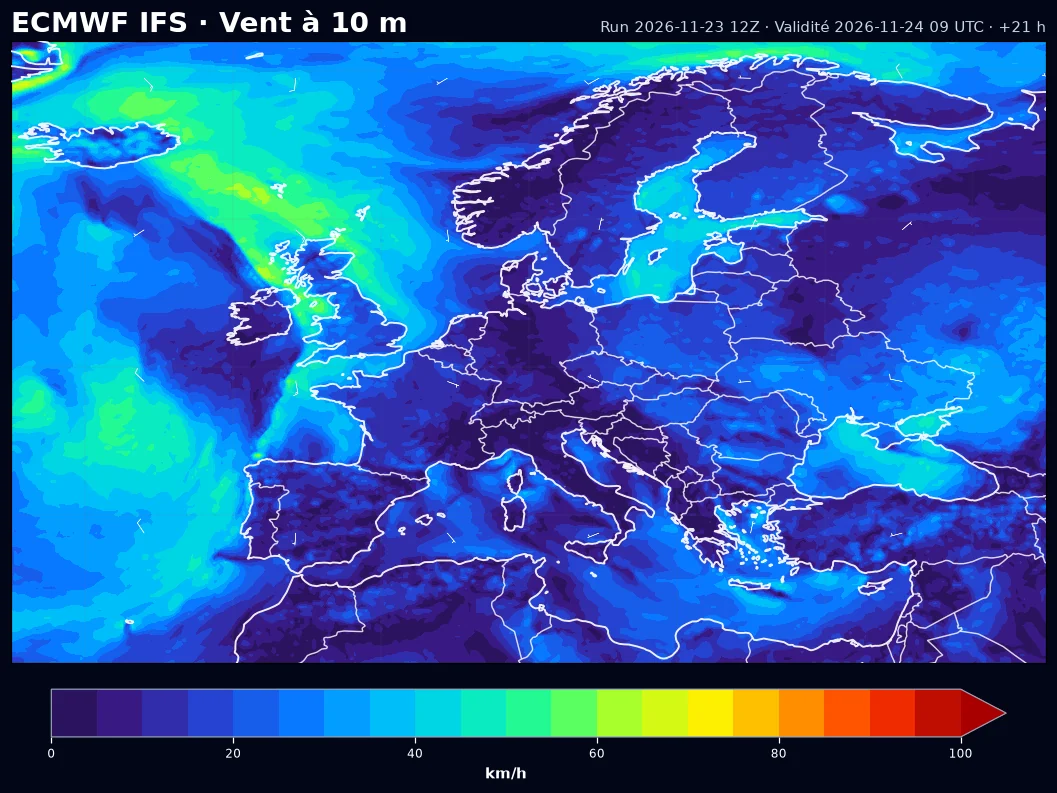 ECMWF IFS · Vent à 10 m
Run 2026-11-23 12Z · Validité 2026-11-24 09 UTC · +21 h
0 20 40 60 80 100
km/h